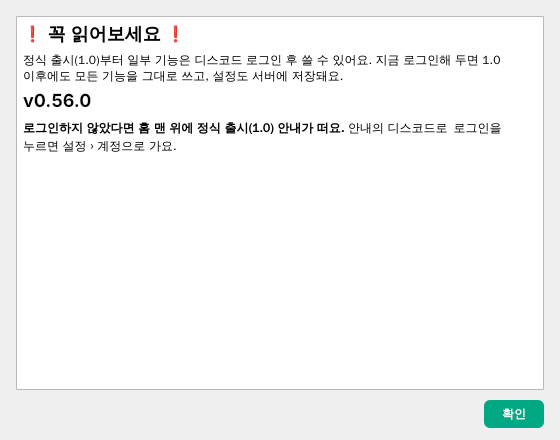 ❗ 꼭 읽어보세요 ❗
정식 출시(1.0)부터 일부 기능은 디스코드 로그인 후 쓸 수 있어요. 지금 로그인해 두면 1.0
이후에도 모든 기능을 그대로 쓰고, 설정도 서버에 저장돼요.
v0.56.0
로그인하지 않았다면 홈 맨 위에 정식 출시(1.0) 안내가 떠요. 안내의 디스코드로 로그인을
누르면 설정 › 계정으로 가요.
확인